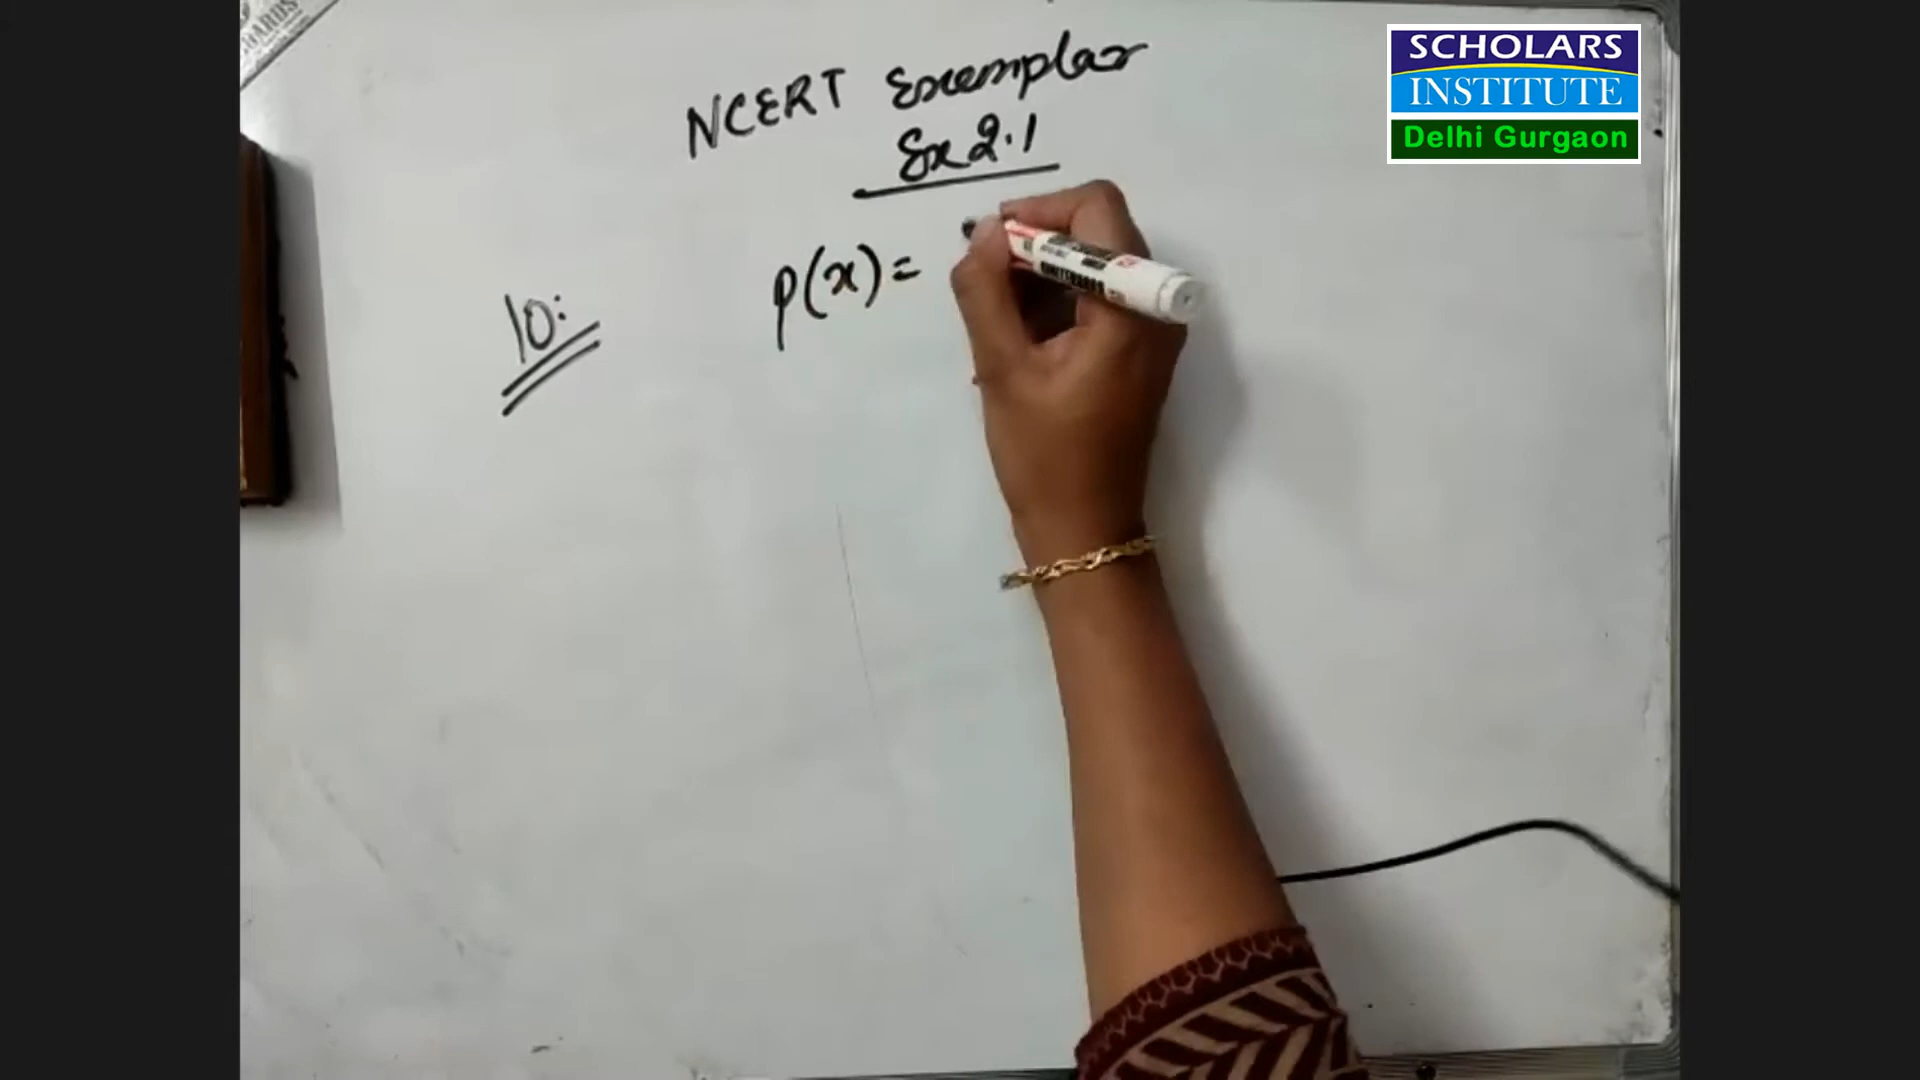 NCERT Exemplar
Ex 2.1
10:
p(x) =
SCHOLARS
INSTITUTE
Delhi Gurgaon